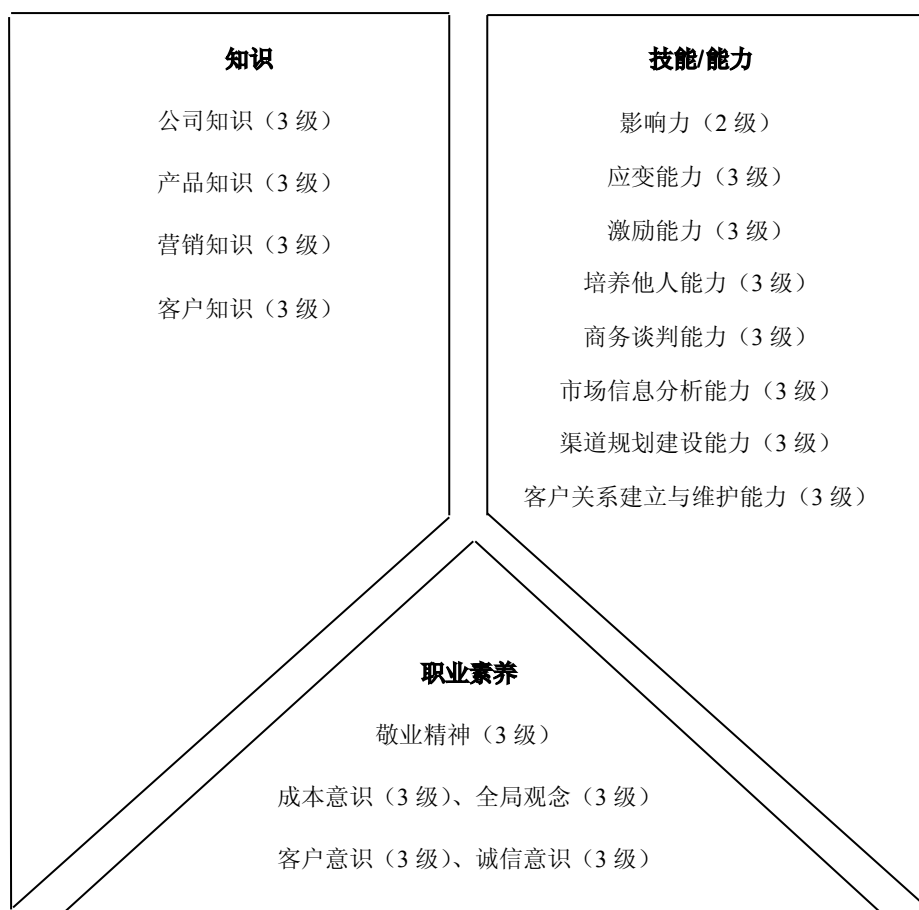 知识
公司知识（3 级）
产品知识（3 级）
营销知识（3 级）
客户知识（3 级）
技能/能力
影响力（2 级）
应变能力（3 级）
激励能力（3 级）
培养他人能力（3 级）
商务谈判能力（3 级）
市场信息分析能力（3 级）
渠道规划建设能力（3 级）
客户关系建立与维护能力（3 级）
职业素养
敬业精神（3 级）
成本意识（3 级）、全局观念（3 级）
客户意识（3 级）、诚信意识（3 级）